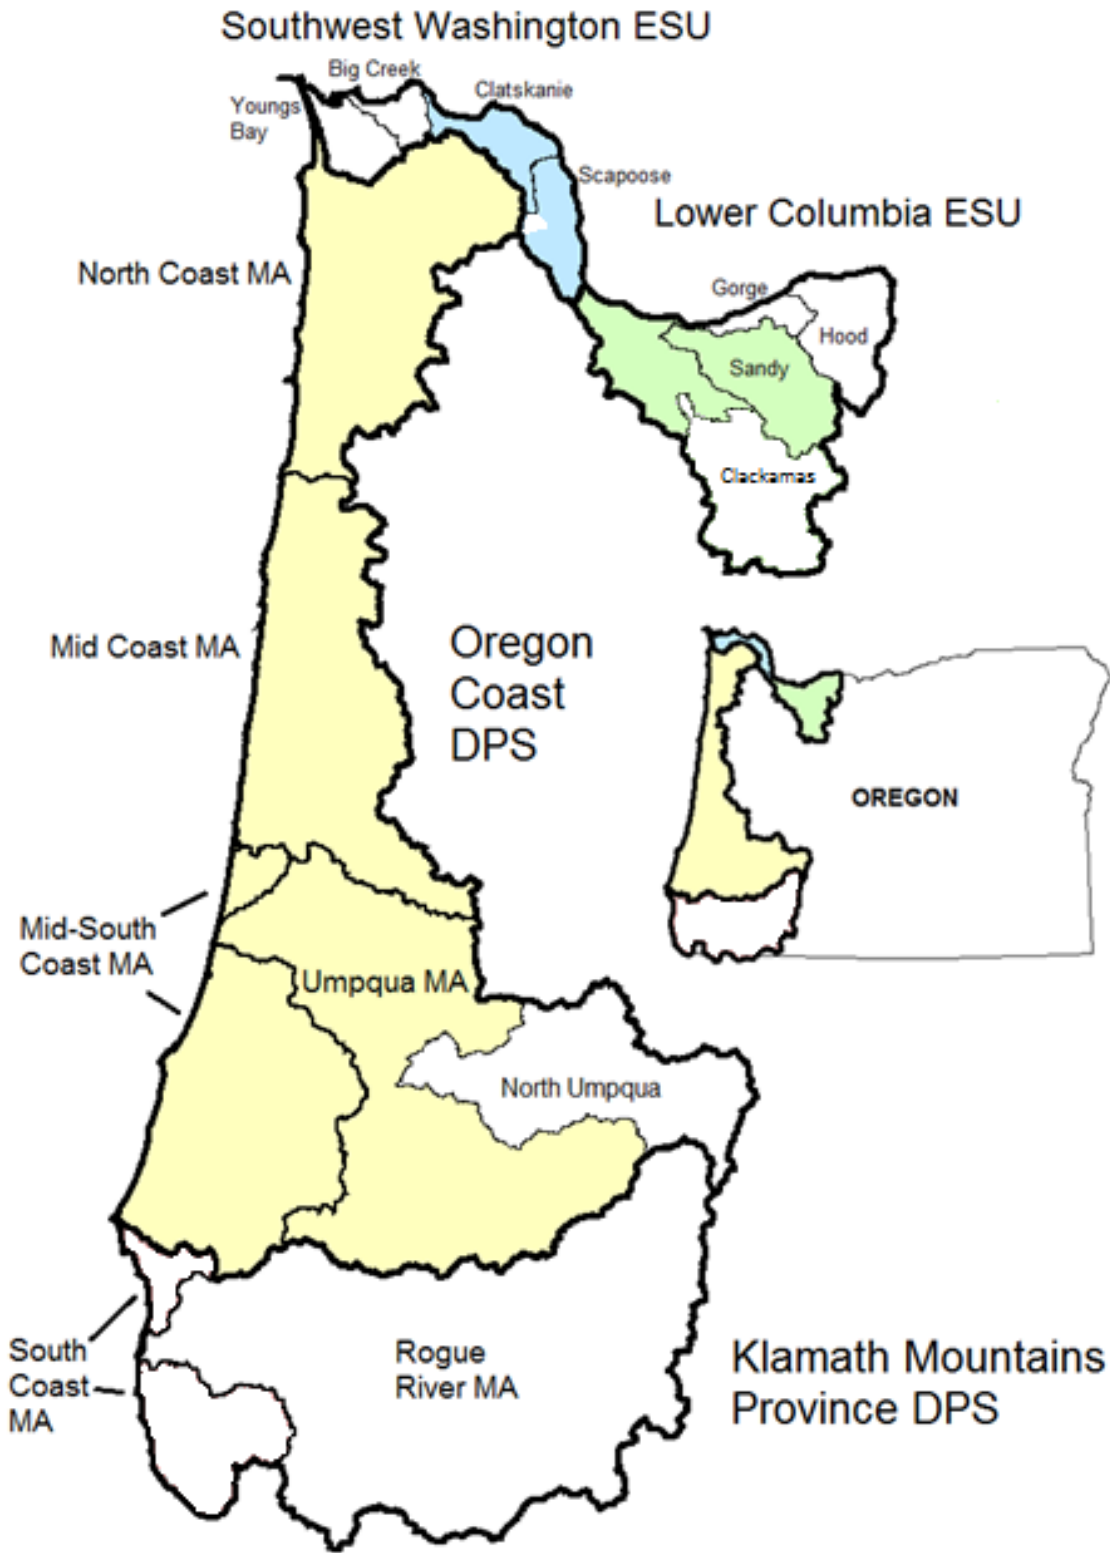 Southwest Washington ESU
Big Creek
Clatskanie
Youngs
Bay
Scapoose
Lower Columbia ESU
North Coast MA
Gorge
Hood
Sandy
Clackamas
Mid Coast MA
Oregon
Coast
DPS
OREGON
Mid-South
Coast MA
Umpqua MA
North Umpqua
South
Coast
MA
Rogue
River MA
Klamath Mountains
Province DPS